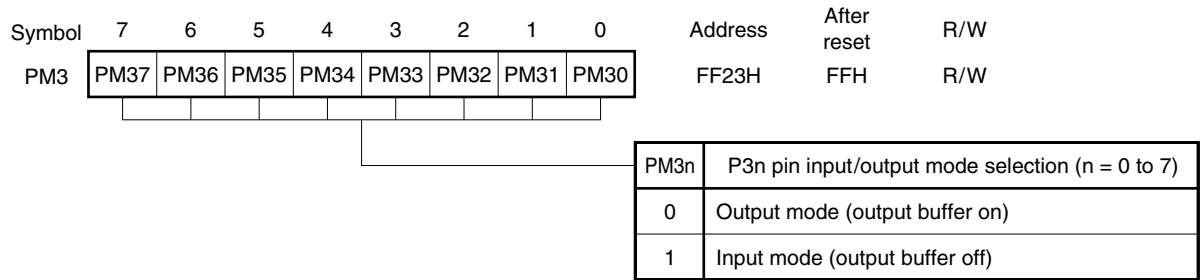 Symbol 7 6 5 4 3 2 1 0 Address After reset R/W
PM3 PM37 PM36 PM35 PM34 PM33 PM32 PM31 PM30 FF23H FFH R/W
PM3n P3n pin input/output mode selection (n = 0 to 7)
0 Output mode (output buffer on)
1 Input mode (output buffer off)